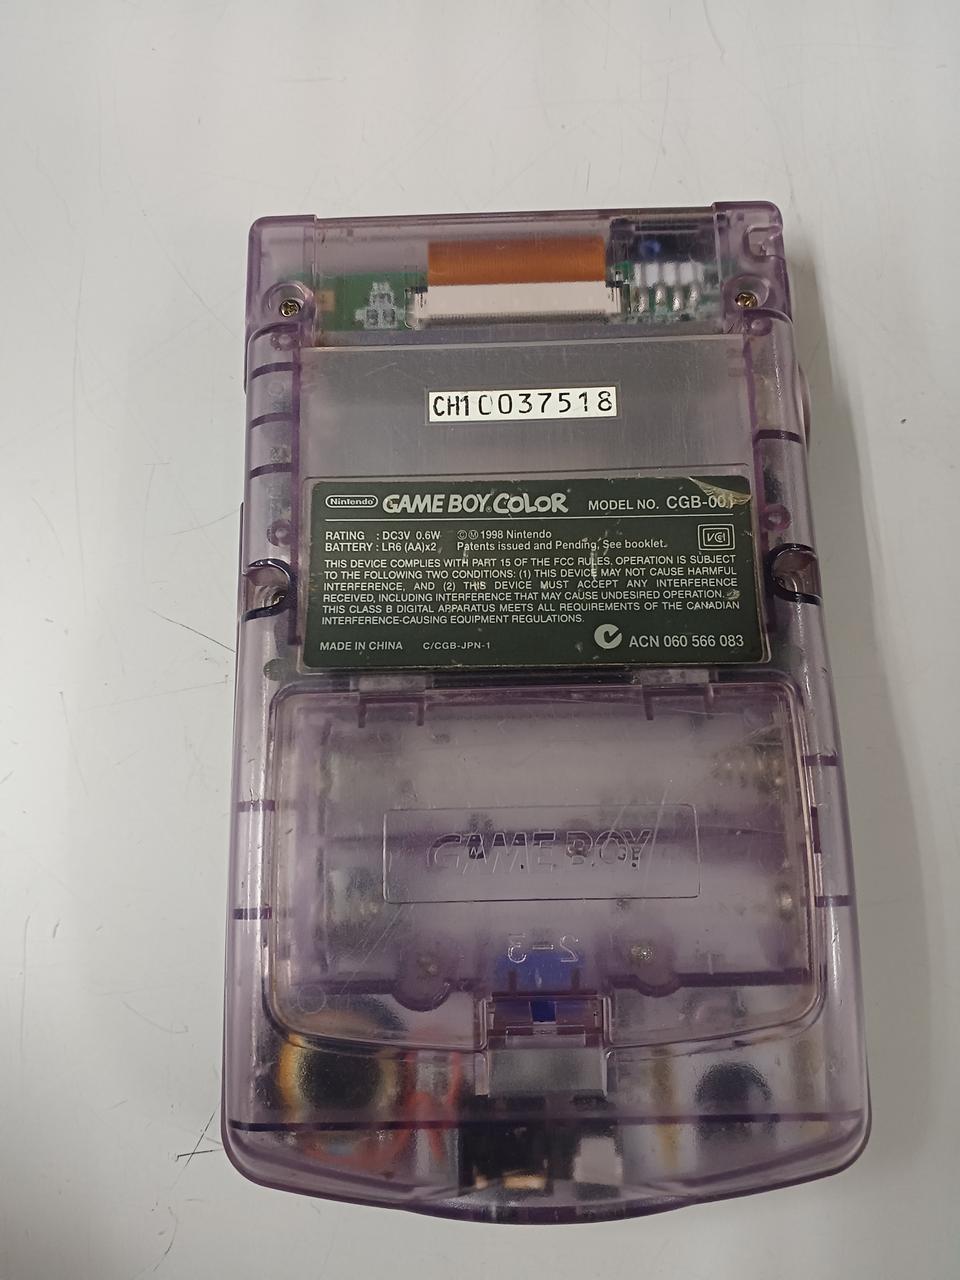 CH10037518
Nintendo GAME BOY COLOR MODEL NO. CGB-001
RATING : DC3V 0.6W ©Ⓜ1998 Nintendo
BATTERY : LR6 (AA)x2 Patents issued and Pending, See booklet.
VCI
THIS DEVICE COMPLIES WITH PART 15 OF THE FCC RULES. OPERATION IS SUBJECT
TO THE FOLLOWING TWO CONDITIONS: (1) THIS DEVICE MAY NOT CAUSE HARMFUL
INTERFERENCE, AND (2) THIS DEVICE MUST ACCEPT ANY INTERFERENCE
RECEIVED, INCLUDING INTERFERENCE THAT MAY CAUSE UNDESIRED OPERATION.
THIS CLASS B DIGITAL APPARATUS MEETS ALL REQUIREMENTS OF THE CANADIAN
INTERFERENCE-CAUSING EQUIPMENT REGULATIONS.
ACN 060 566 083
MADE IN CHINA C/CGB-JPN-1
GAME BOY
2-3